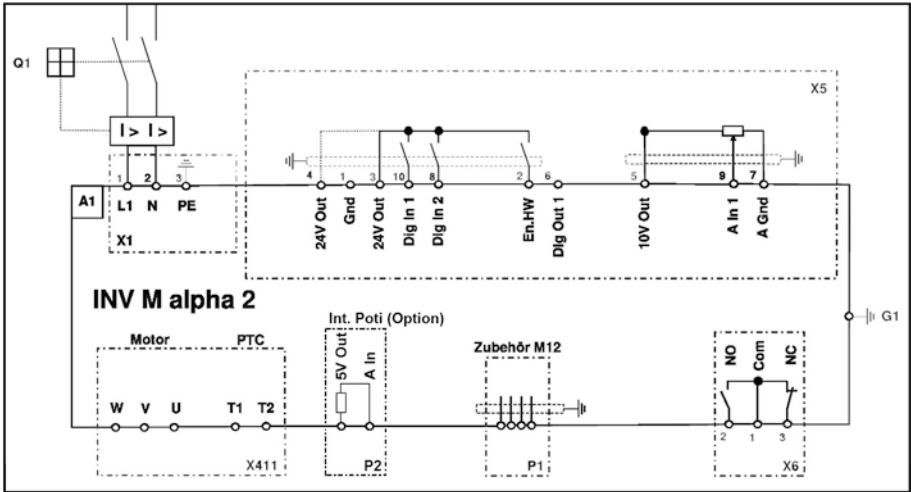 Q1
I > I >
X5
4 1 3 10 8 2 6 5 9 7
24V Out
Gnd
24V Out
Dig In 1
Dig In 2
En.HW
Dig Out 1
10V Out
A In 1
A Gnd
A1
1 2 3
L1 N PE
X1
INV M alpha 2
G1
Motor PTC
W V U T1 T2
X411
Int. Poti (Option)
5V Out
A In
P2
Zubehör M12
P1
NO
Com
NC
2 1 3
X6